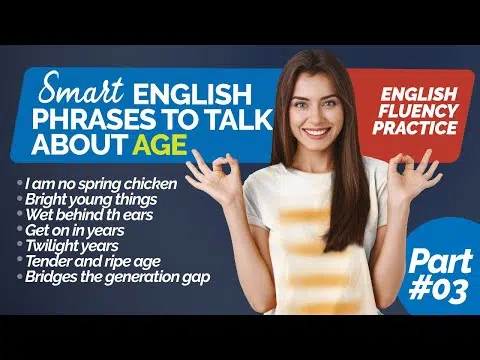 Smart ENGLISH
PHRASES TO TALK
ABOUT AGE
ENGLISH
FLUENCY
PRACTICE
• I am no spring chicken
• Bright young things
• Wet behind th ears
• Get on in years
• Twilight years
• Tender and ripe age
• Bridges the generation gap
Part
#03